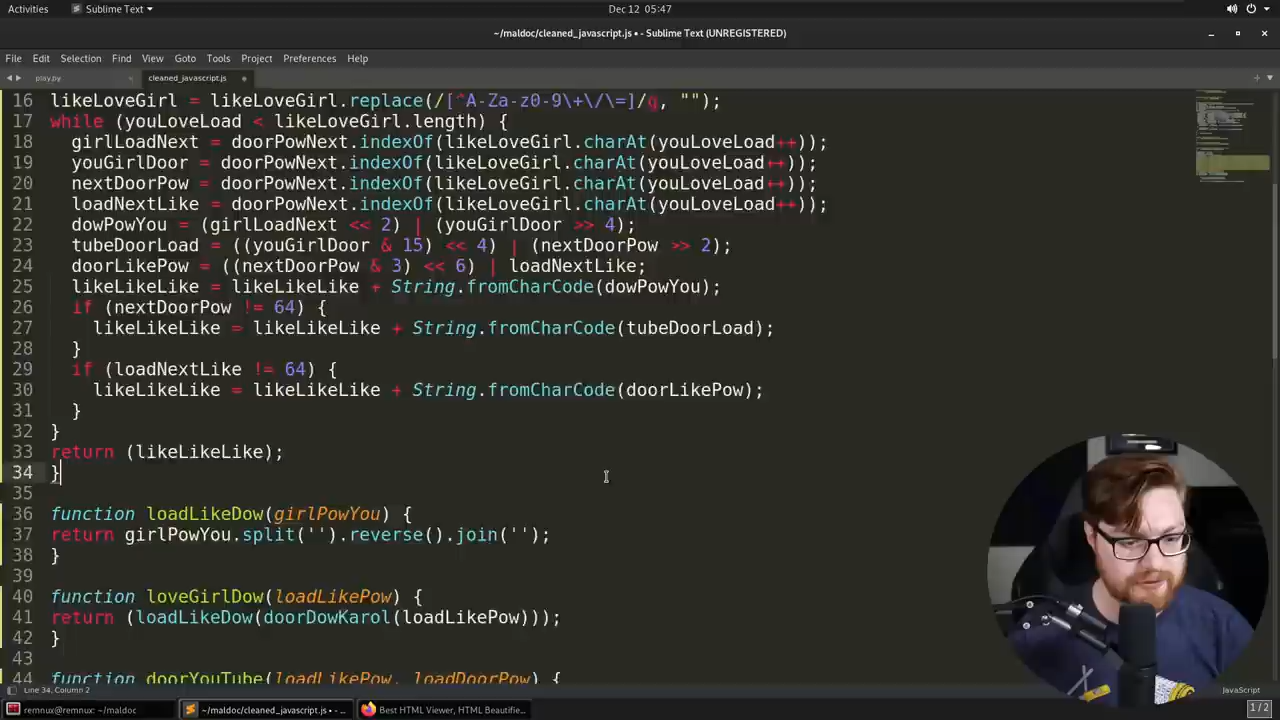 Activities
Sublime Text
Dec 12 05:47
~/maldoc/cleaned_javascript.js • - Sublime Text (UNREGISTERED)
File Edit Selection Find View Goto Tools Project Preferences Help
play.py
cleaned_javascript.js
16 likeLoveGirl = likeLoveGirl.replace(/[^A-Za-z0-9\+\/\=]/g, "");
17 while (youLoveLoad < likeLoveGirl.length) {
18 girlLoadNext = doorPowNext.indexOf(likeLoveGirl.charAt(youLoveLoad++));
19 youGirlDoor = doorPowNext.indexOf(likeLoveGirl.charAt(youLoveLoad++));
20 nextDoorPow = doorPowNext.indexOf(likeLoveGirl.charAt(youLoveLoad++));
21 loadNextLike = doorPowNext.indexOf(likeLoveGirl.charAt(youLoveLoad++));
22 dowPowYou = (girlLoadNext << 2) | (youGirlDoor >> 4);
23 tubeDoorLoad = ((youGirlDoor & 15) << 4) | (nextDoorPow >> 2);
24 doorLikePow = ((nextDoorPow & 3) << 6) | loadNextLike;
25 likeLikeLike = likeLikeLike + String.fromCharCode(dowPowYou);
26 if (nextDoorPow != 64) {
27 likeLikeLike = likeLikeLike + String.fromCharCode(tubeDoorLoad);
28 }
29 if (loadNextLike != 64) {
30 likeLikeLike = likeLikeLike + String.fromCharCode(doorLikePow);
31 }
32 }
33 return (likeLikeLike);
34 }
35
36 function loadLikeDow(girlPowYou) {
37 return girlPowYou.split('').reverse().join('');
38 }
39
40 function loveGirlDow(loadLikePow) {
41 return (loadLikeDow(doorDowKarol(loadLikePow)));
42 }
43
44 function doorYouTube(loadLikePow, loadDoorPow) {
Line 34, Column 2
JavaScript
remnux@remnux: ~/maldoc
~/maldoc/cleaned_javascript.js • ...
Best HTML Viewer, HTML Beautifie...
1 / 2